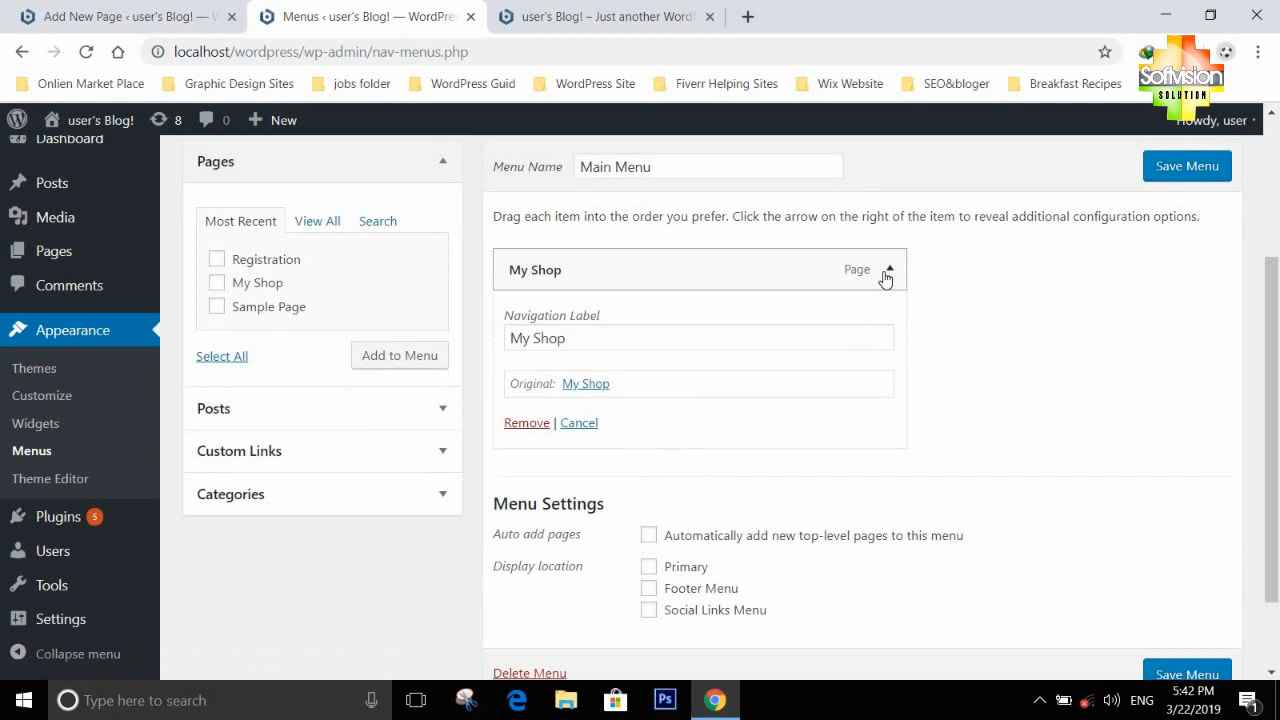 Add New Page ‹ user's Blog! — W
Menus ‹ user's Blog! — WordPres
user's Blog! – Just another Word
localhost/wordpress/wp-admin/nav-menus.php
Onlien Market Place
Graphic Design Sites
jobs folder
WordPress Guid
WordPress Site
Fiverr Helping Sites
Wix Website
SEO&bloger
Breakfast Recipes
SoftVision
SOLUTION
user's Blog!
8
0
New
Howdy, user
Dashboard
Posts
Media
Pages
Comments
Appearance
Themes
Customize
Widgets
Menus
Theme Editor
Plugins 5
Users
Tools
Settings
Collapse menu
Pages
Most Recent
View All
Search
Registration
My Shop
Sample Page
Select All
Add to Menu
Posts
Custom Links
Categories
Menu Name
Main Menu
Save Menu
Drag each item into the order you prefer. Click the arrow on the right of the item to reveal additional configuration options.
My Shop
Page
Navigation Label
My Shop
Original: My Shop
Remove | Cancel
Menu Settings
Auto add pages
Automatically add new top-level pages to this menu
Display location
Primary
Footer Menu
Social Links Menu
Delete Menu
Save Menu
Type here to search
Ps
ENG
5:42 PM
3/22/2019
1